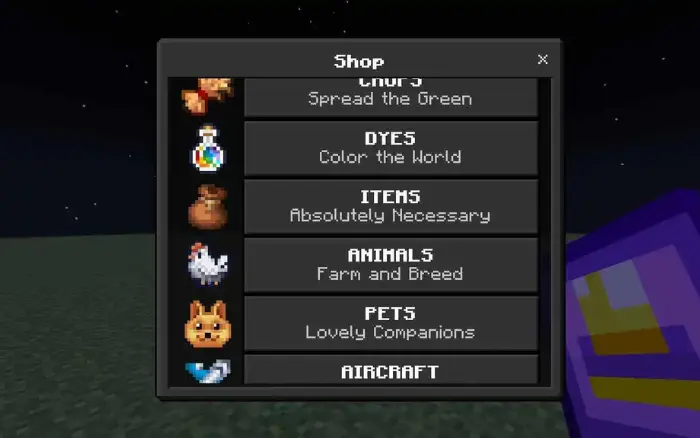 Shop
CROPS
Spread the Green
DYES
Color the World
ITEMS
Absolutely Necessary
ANIMALS
Farm and Breed
PETS
Lovely Companions
AIRCRAFT